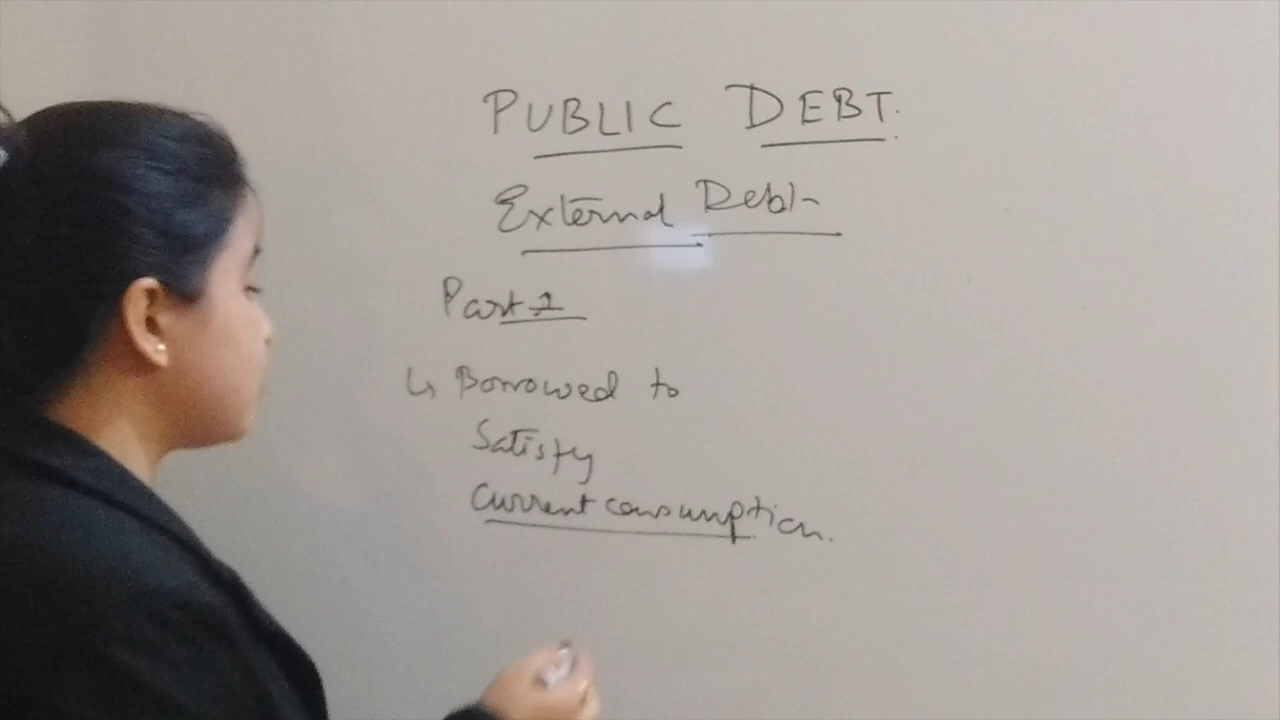 PUBLIC DEBT.
External Debt
Part 2
↳ Borrowed to
Satisfy
Current consumption.